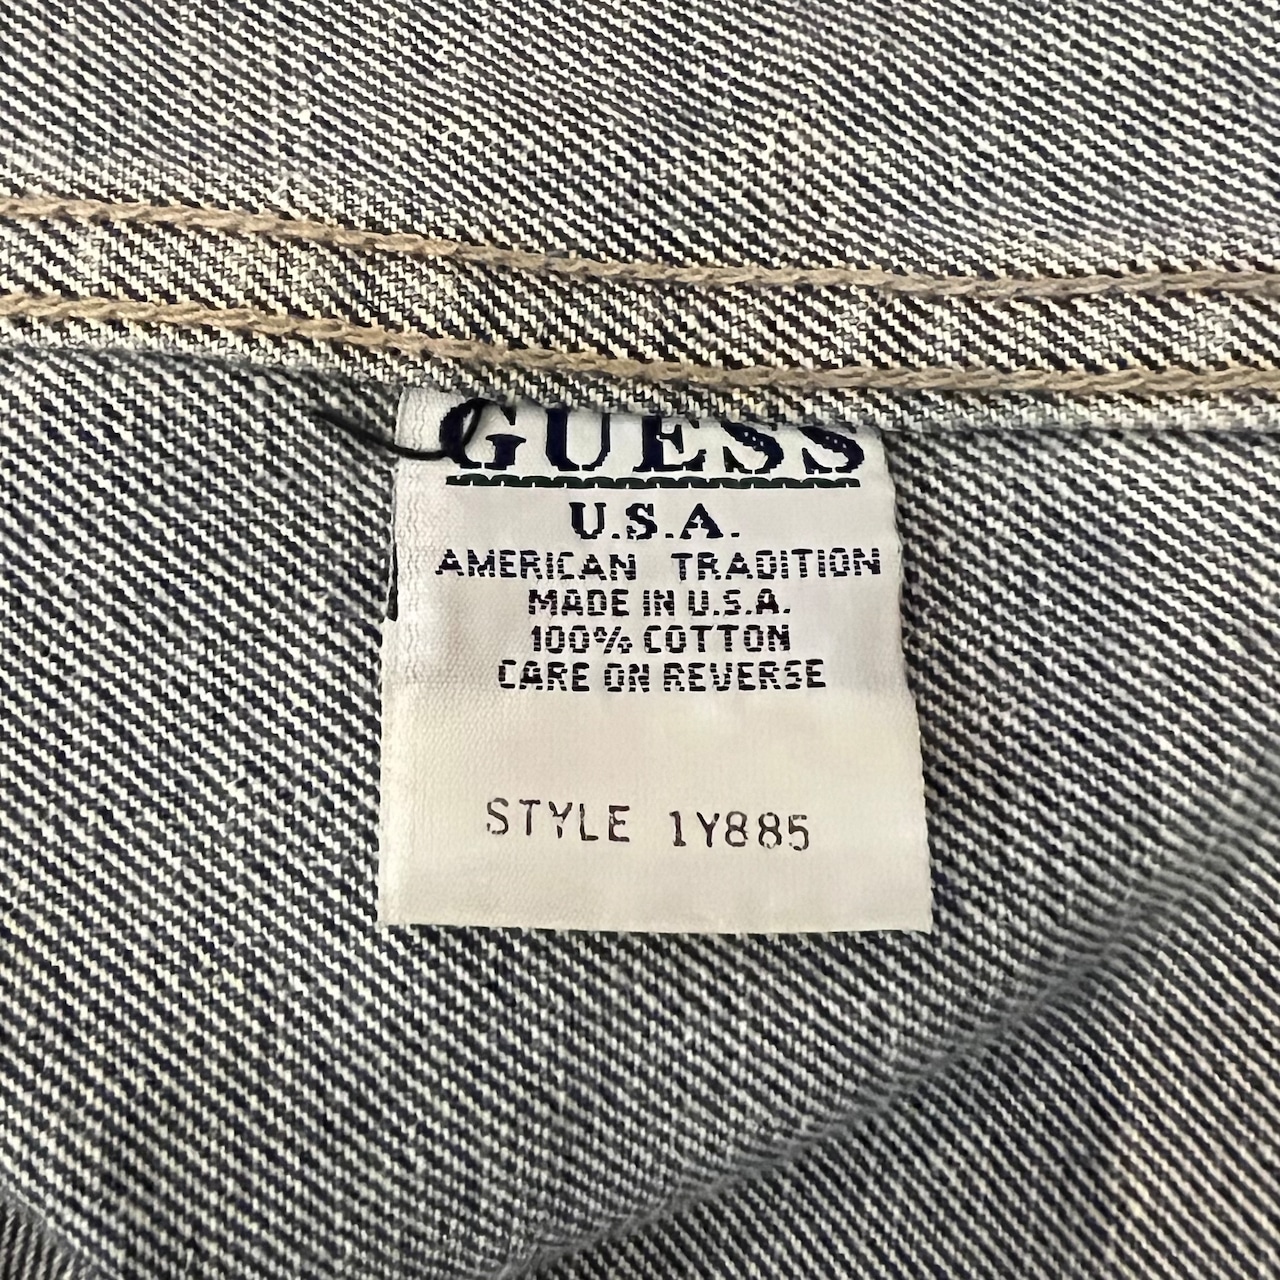 GUESS
U.S.A.
AMERICAN TRADITION
MADE IN U.S.A.
100% COTTON
CARE ON REVERSE
STYLE 1Y885